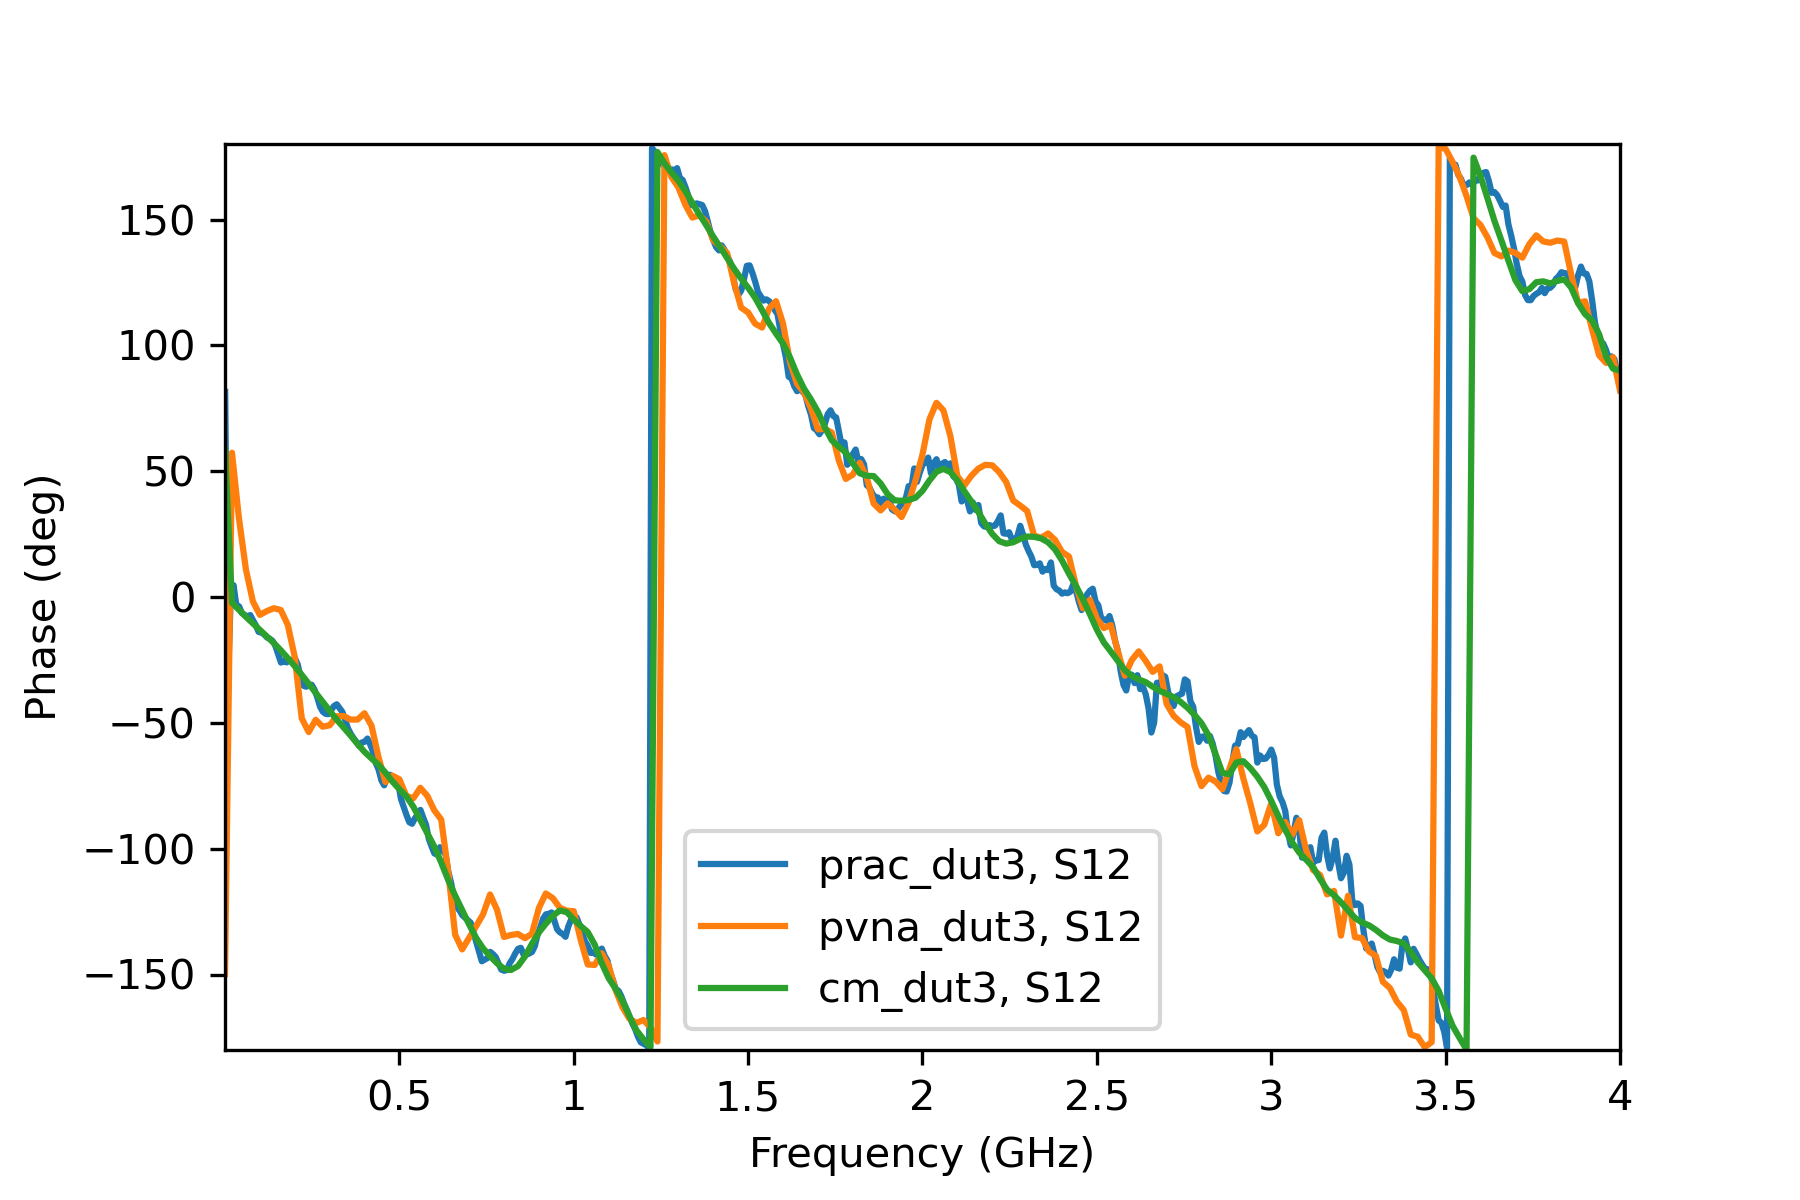 Phase (deg)
150
100
50
0
−50
−100
−150
prac_dut3, S12
pvna_dut3, S12
cm_dut3, S12
0.5 1 1.5 2 2.5 3 3.5 4
Frequency (GHz)